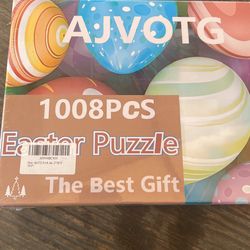 AJVOTG
1008PCS
Easter Puzzle
The Best Gift